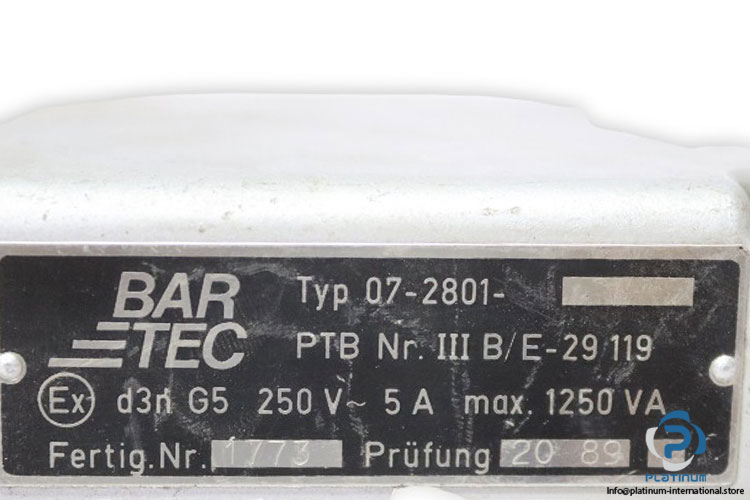 BAR
TEC
Typ 07-2801-
PTB Nr. III B/E-29 119
Ex d3n G5 250 V~ 5 A max. 1250 VA
Fertig.Nr. 1773 Prüfung 20 89
PLATINUM
Info@platinum-international.store